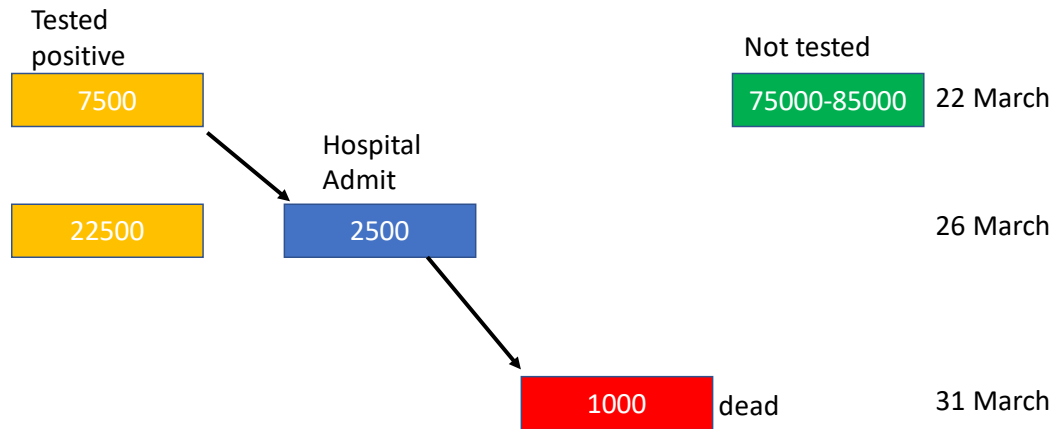 Tested
positive
Not tested
7500
75000-85000
22 March
Hospital
Admit
22500
2500
26 March
1000
dead
31 March